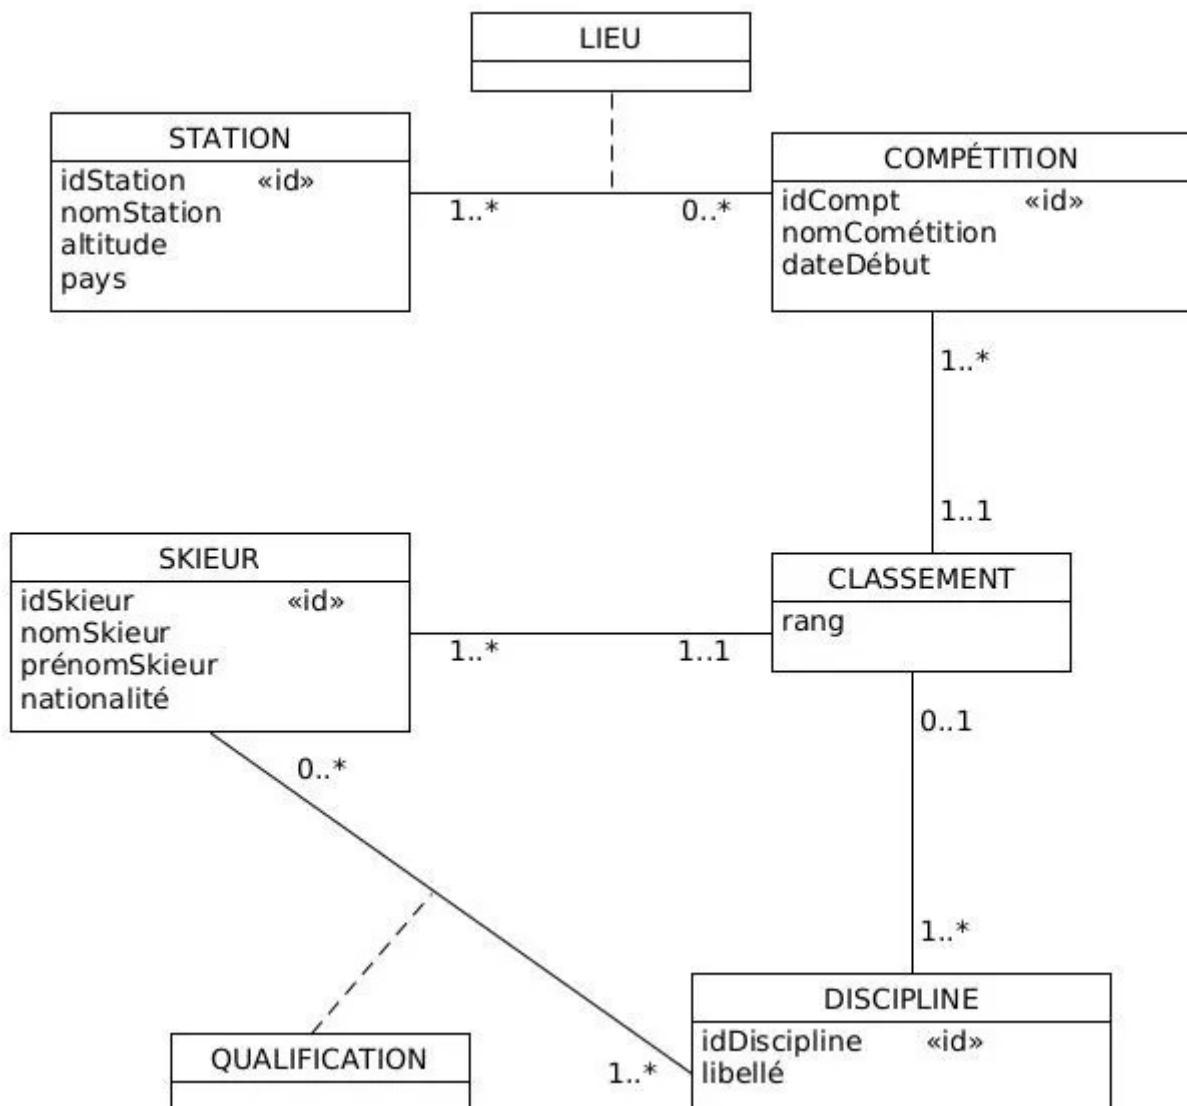 LIEU
STATION
idStation «id»
nomStation
altitude
pays
1..* 0..*
COMPÉTITION
idCompt «id»
nomCométition
dateDébut
1..*
1..1
SKIEUR
idSkieur «id»
nomSkieur
prénomSkieur
nationalité
1..* 1..1
CLASSEMENT
rang
0..1
0..*
1..*
DISCIPLINE
idDiscipline «id»
libellé
QUALIFICATION
1..*